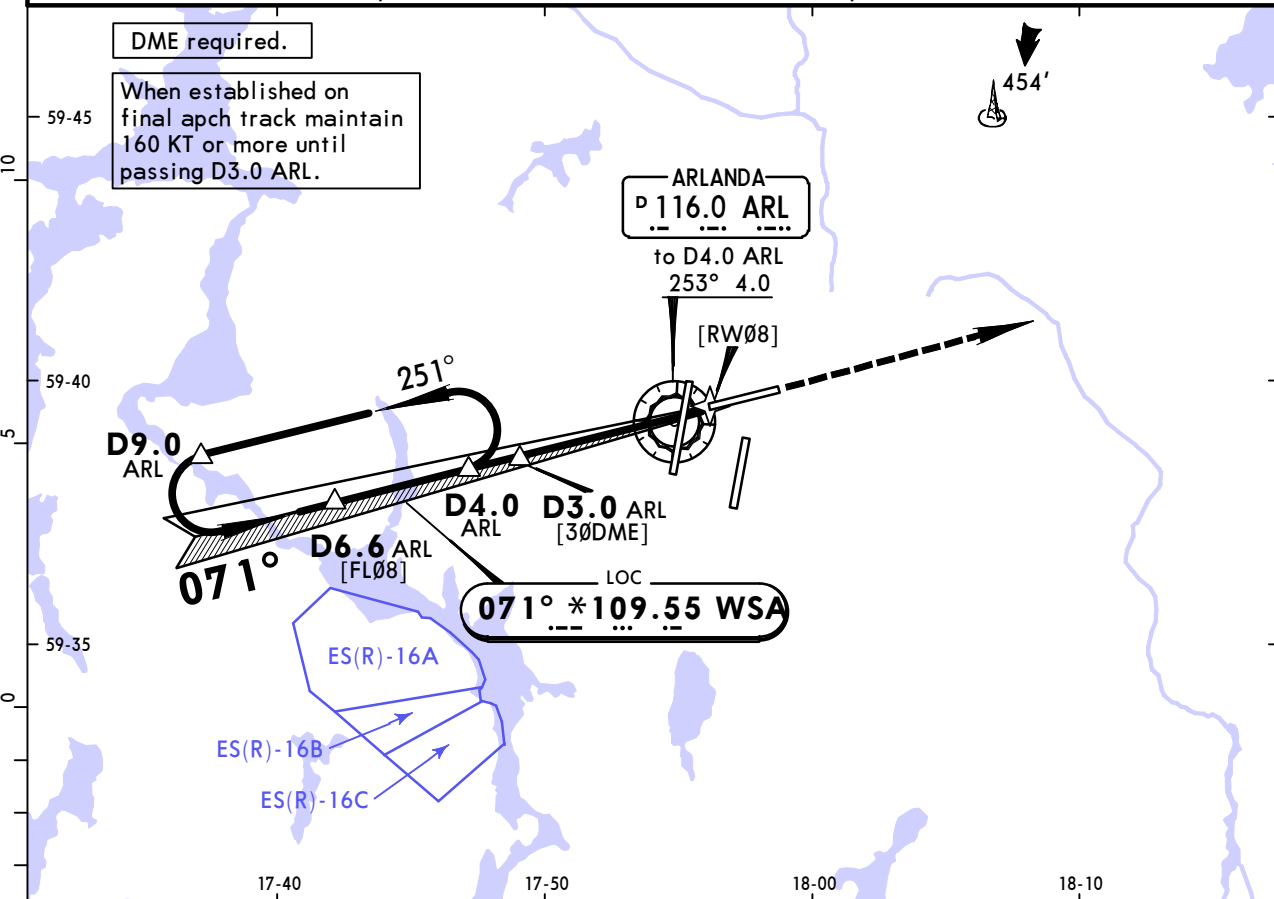 DME required.
When established on
final apch track maintain
160 KT or more until
passing D3.0 ARL.
454'
59-45
10
ARLANDA
D 116.0 ARL
to D4.0 ARL
253° 4.0
[RWØ8]
59-40
251°
5
D9.0
ARL
D4.0
ARL
D3.0 ARL
[3ØDME]
D6.6 ARL
[FLØ8]
071°
LOC
071° *109.55 WSA
59-35
ES(R)-16A
0
ES(R)-16B
ES(R)-16C
17-40
17-50
18-00
18-10